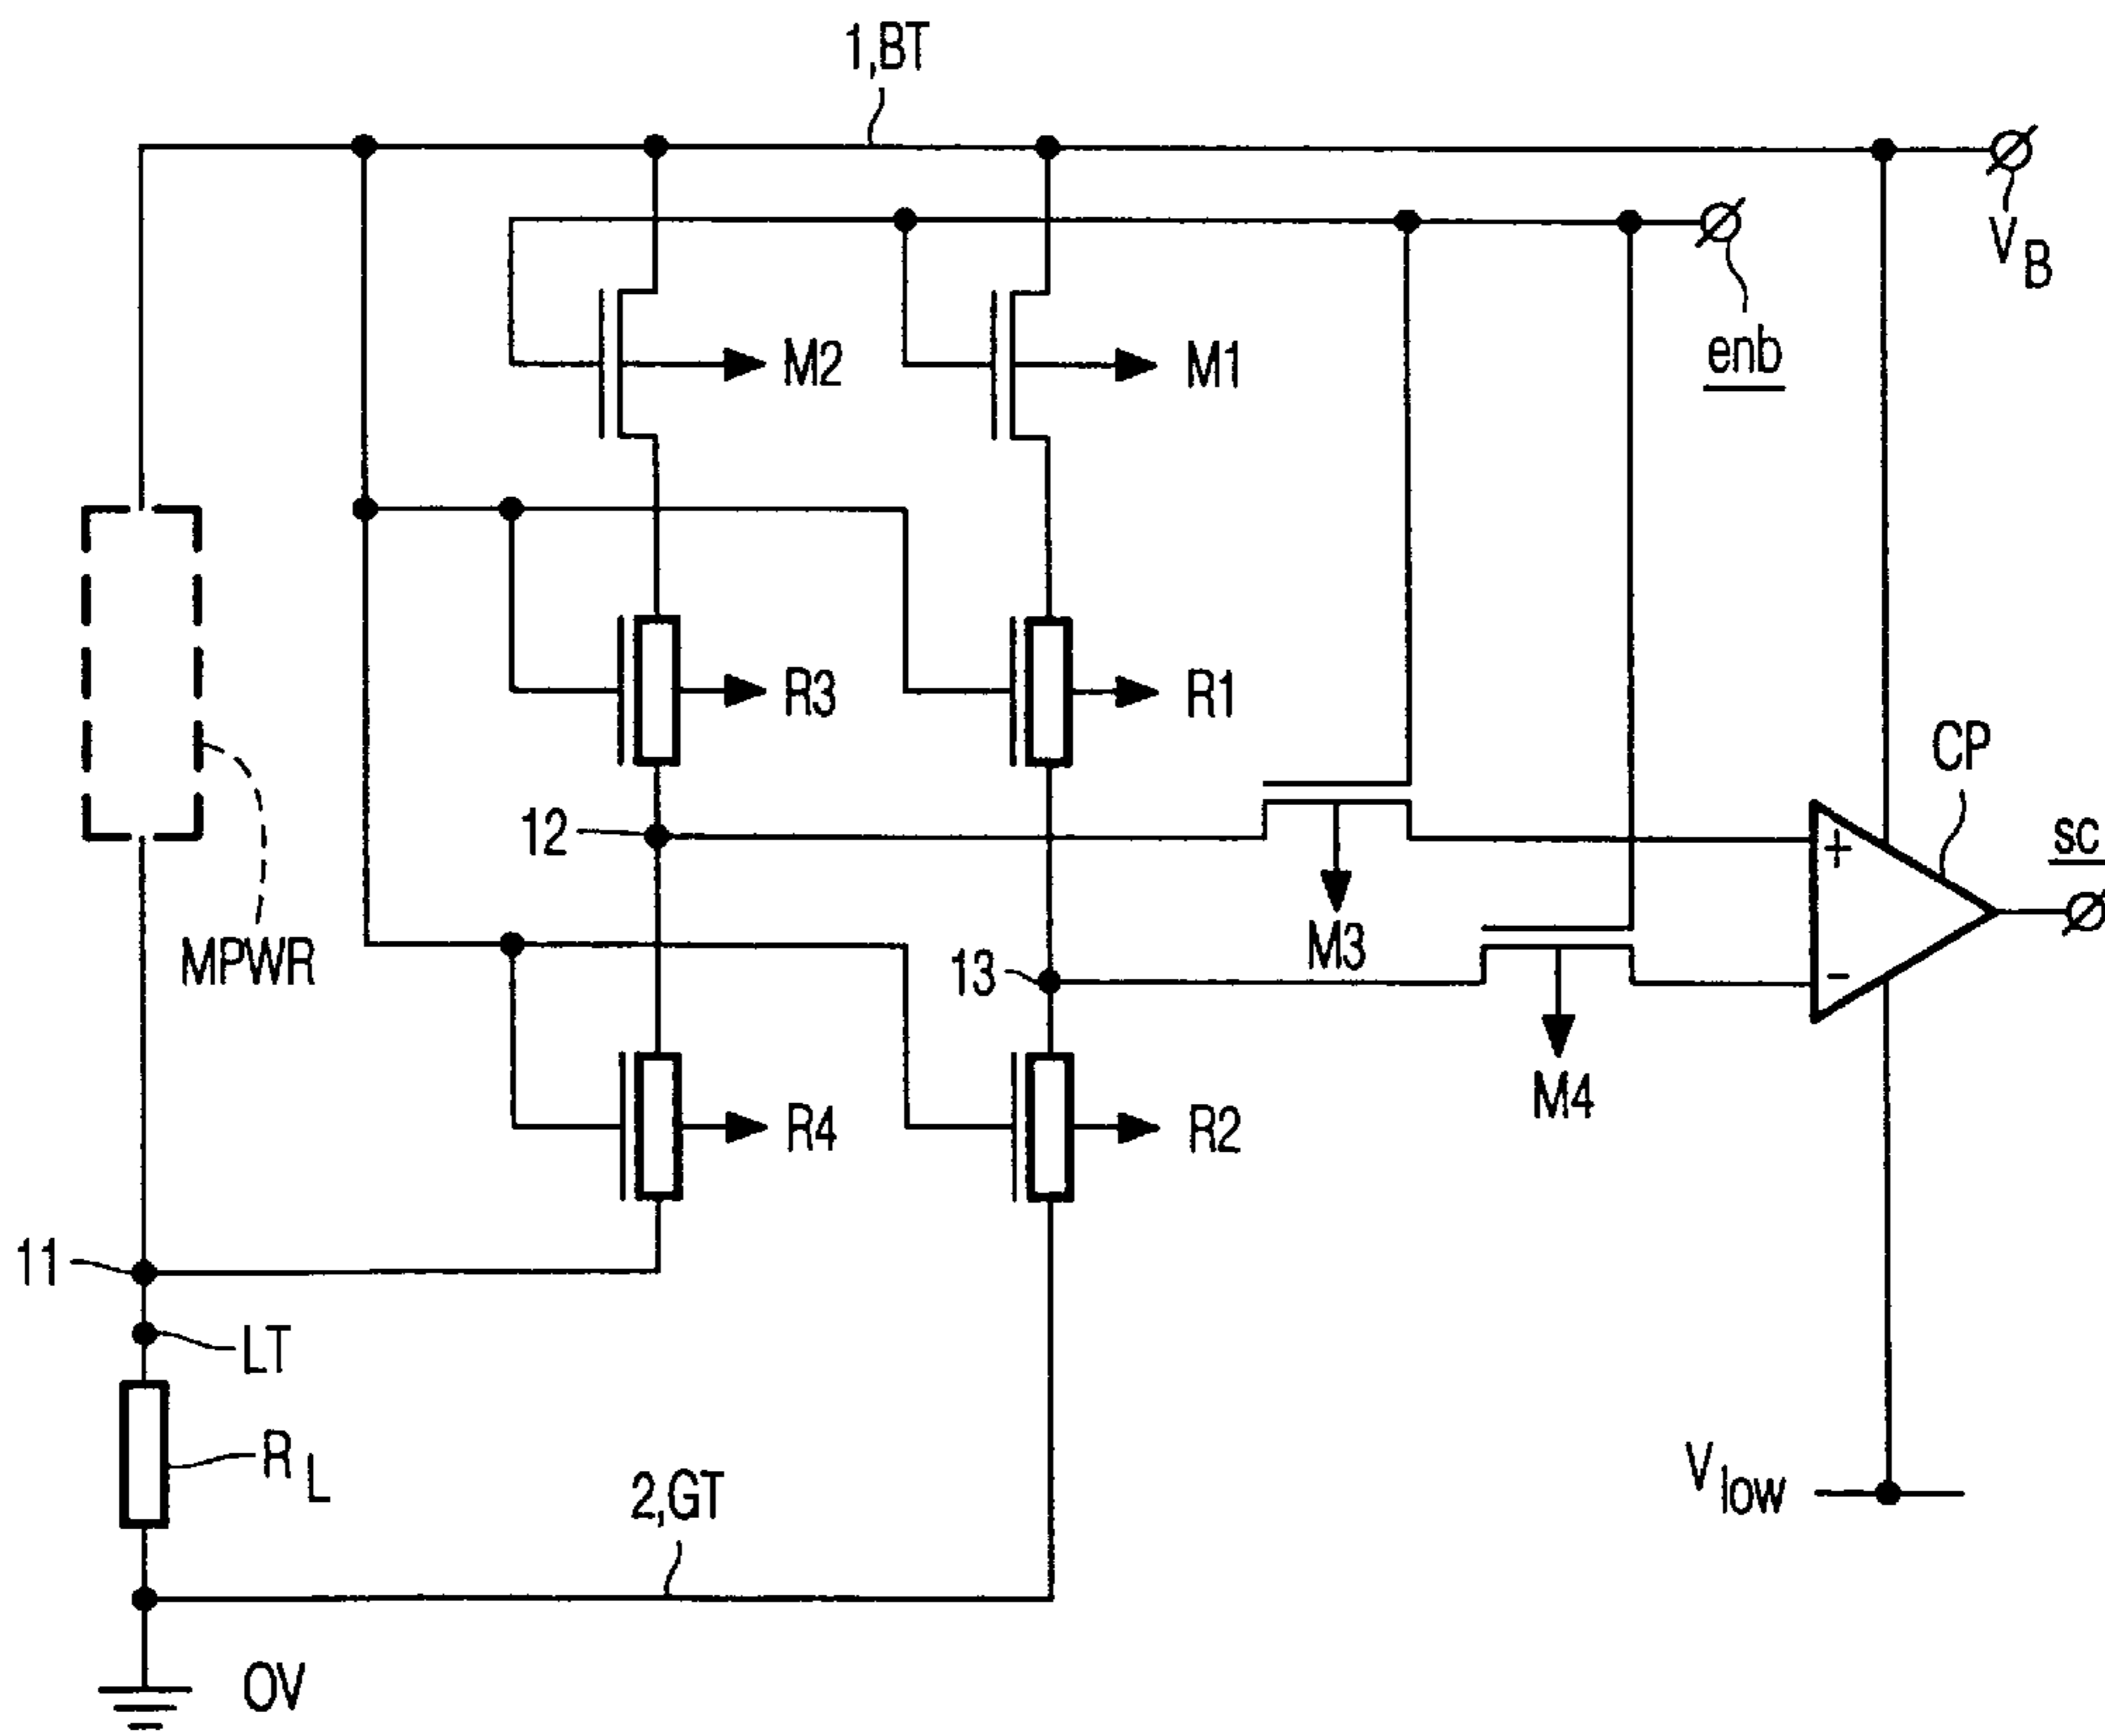 1,BT
V B
enb
M2
M1
R3
R1
CP
12
sc
+
M3
MPWR
13
-
M4
R4
R2
11
LT
R L
V low
2,GT
OV